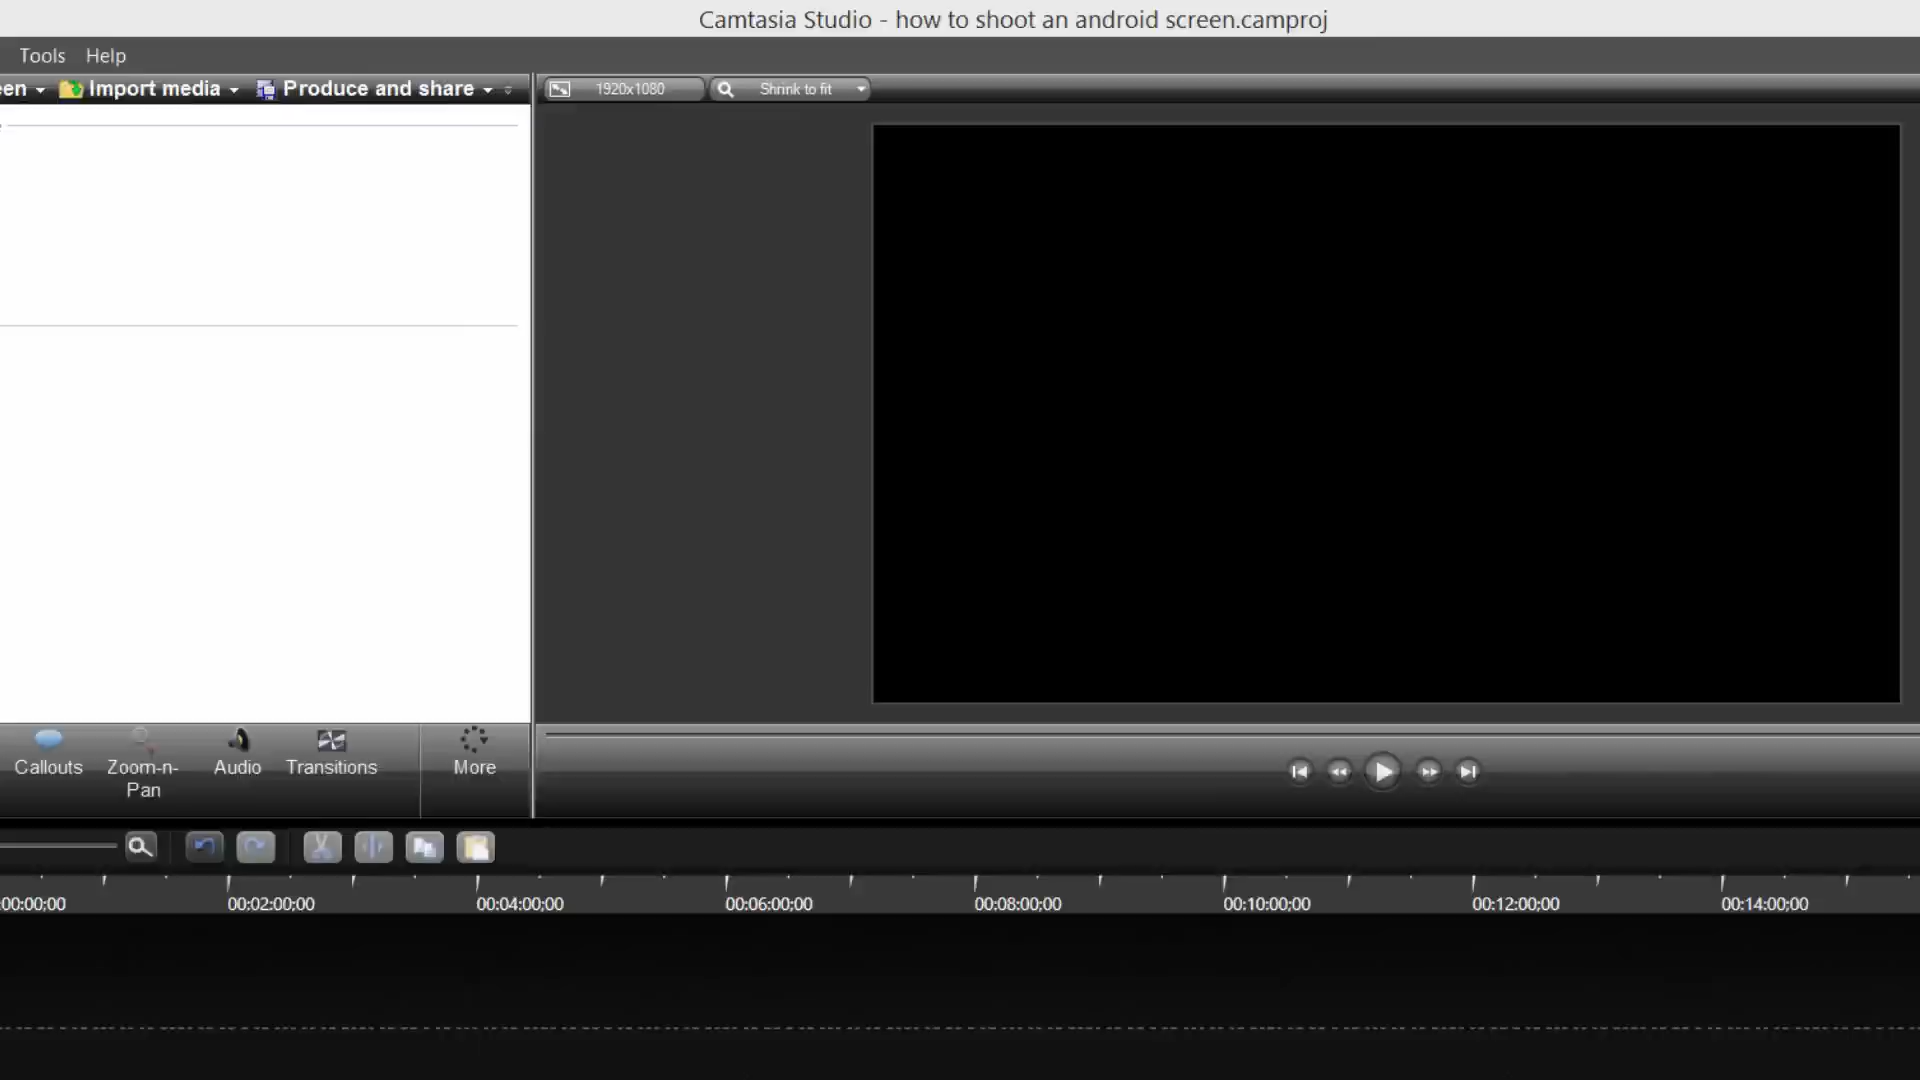 Camtasia Studio - how to shoot an android screen.camproj
Tools Help
een Import media Produce and share 1920x1080 Shrink to fit
Callouts Zoom-n-Pan Audio Transitions More
00:00;00 00:02:00;00 00:04:00;00 00:06:00;00 00:08:00;00 00:10:00;00 00:12:00;00 00:14:00;00